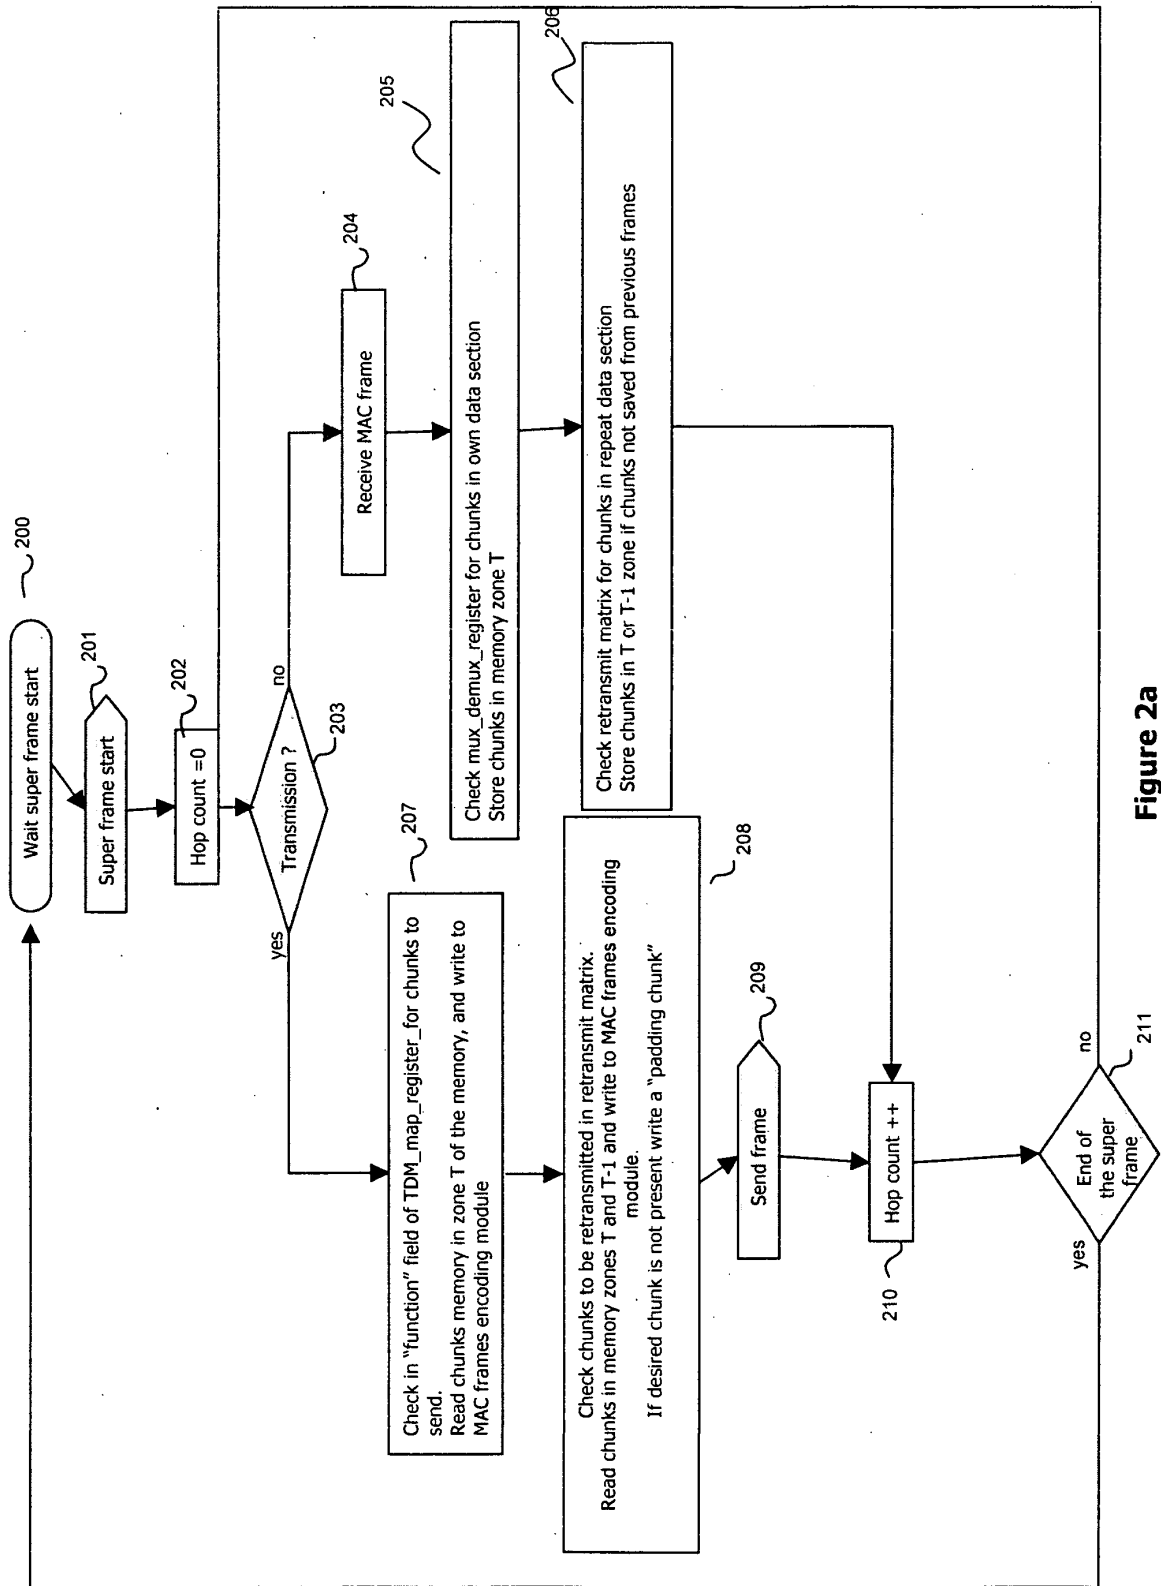 Wait super frame start
200
Super frame start
201
Hop count =0
202
Transmission ?
203
yes
no
Receive MAC frame
204
Check mux_demux_register for chunks in own data section
Store chunks in memory zone T
205
Check retransmit matrix for chunks in repeat data section
Store chunks in T or T-1 zone if chunks not saved from previous frames
206
Check in "function" field of TDM_map_register_for chunks to
send.
Read chunks memory in zone T of the memory, and write to
MAC frames encoding module
207
Check chunks to be retransmitted in retransmit matrix.
Read chunks in memory zones T and T-1 and write to MAC frames encoding
module.
If desired chunk is not present write a "padding chunk"
208
Send frame
209
Hop count ++
210
End of
the super
frame
211
yes
no
Figure 2a